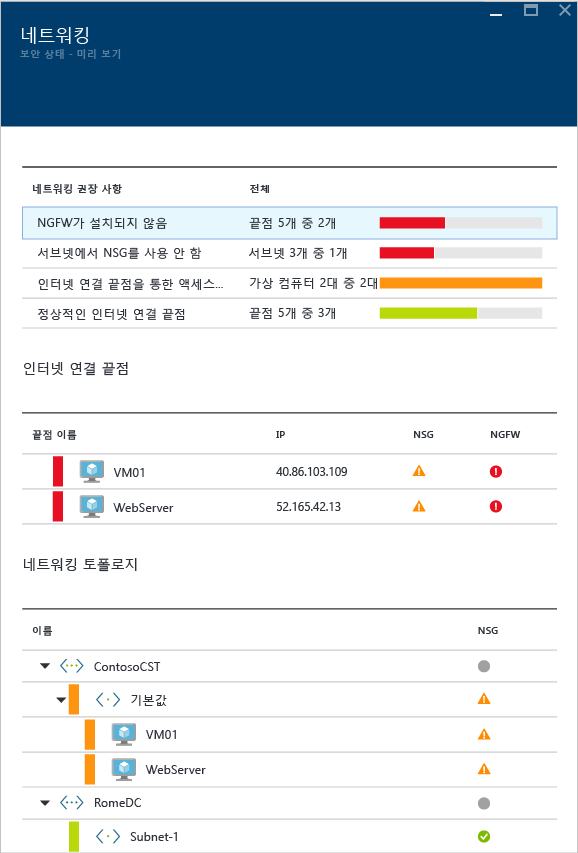 네트워킹
보안 상태 - 미리 보기
네트워킹 권장 사항 전체
NGFW가 설치되지 않음 끝점 5개 중 2개
서브넷에서 NSG를 사용 안 함 서브넷 3개 중 1개
인터넷 연결 끝점을 통한 액세스... 가상 컴퓨터 2대 중 2대
정상적인 인터넷 연결 끝점 끝점 5개 중 3개
인터넷 연결 끝점
끝점 이름 IP NSG NGFW
VM01 40.86.103.109
WebServer 52.165.42.13
네트워킹 토폴로지
이름 NSG
ContosoCST
기본값
VM01
WebServer
RomeDC
Subnet-1